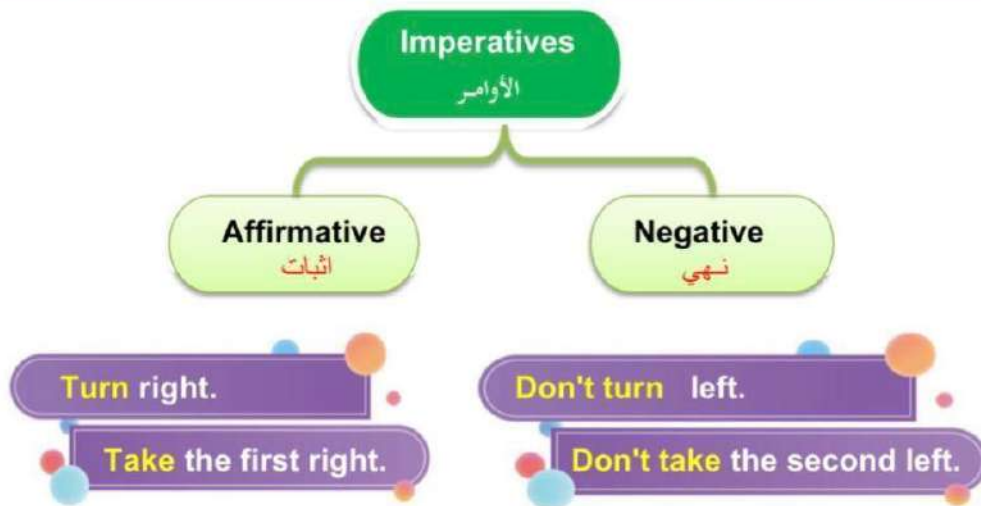 Imperatives
الأوامـر
Affirmative
اثبات
Negative
نـهي
Turn right.
Take the first right.
Don't turn left.
Don't take the second left.